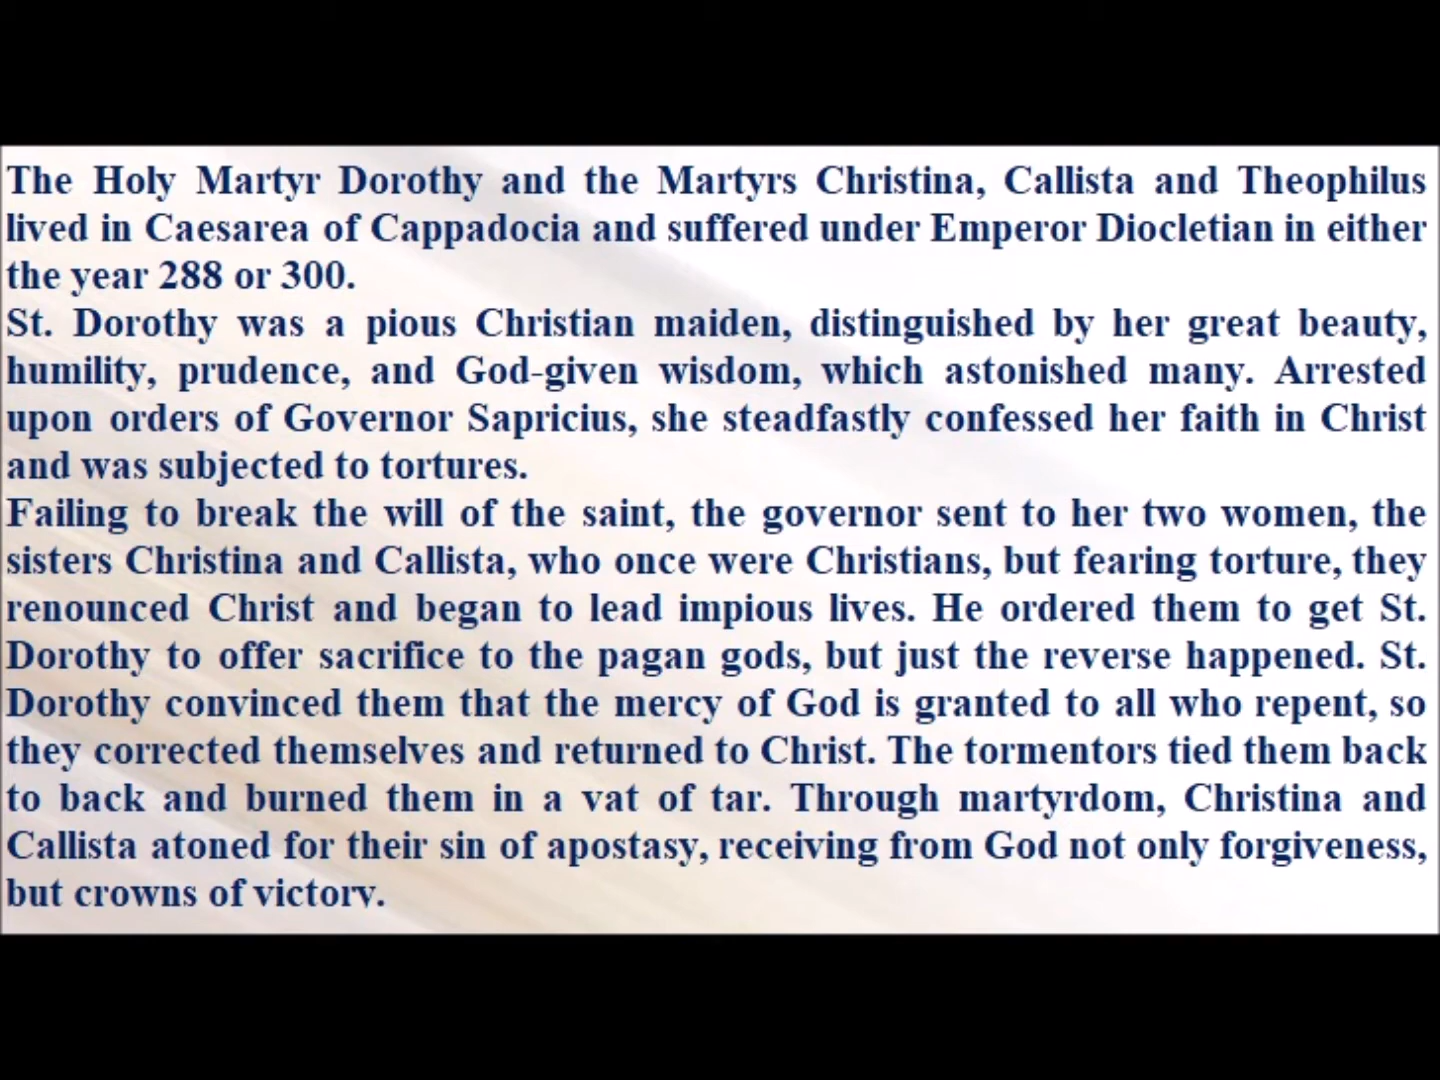 The Holy Martyr Dorothy and the Martyrs Christina, Callista and Theophilus
lived in Caesarea of Cappadocia and suffered under Emperor Diocletian in either
the year 288 or 300.
St. Dorothy was a pious Christian maiden, distinguished by her great beauty,
humility, prudence, and God-given wisdom, which astonished many. Arrested
upon orders of Governor Sapricius, she steadfastly confessed her faith in Christ
and was subjected to tortures.
Failing to break the will of the saint, the governor sent to her two women, the
sisters Christina and Callista, who once were Christians, but fearing torture, they
renounced Christ and began to lead impious lives. He ordered them to get St.
Dorothy to offer sacrifice to the pagan gods, but just the reverse happened. St.
Dorothy convinced them that the mercy of God is granted to all who repent, so
they corrected themselves and returned to Christ. The tormentors tied them back
to back and burned them in a vat of tar. Through martyrdom, Christina and
Callista atoned for their sin of apostasy, receiving from God not only forgiveness,
but crowns of victory.